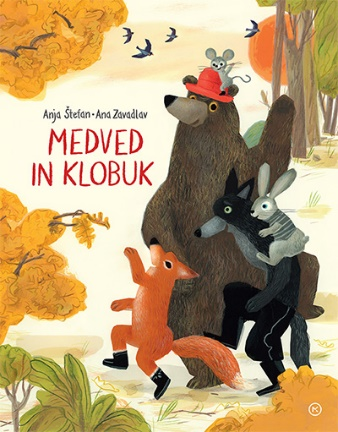 Anja Štefan • Ana Zavadlav
MEDVED
IN KLOBUK